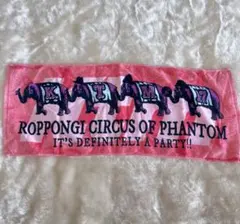 ROPPONGI CIRCUS OF PHANTOM
IT'S DEFINITELY A PARTY!!